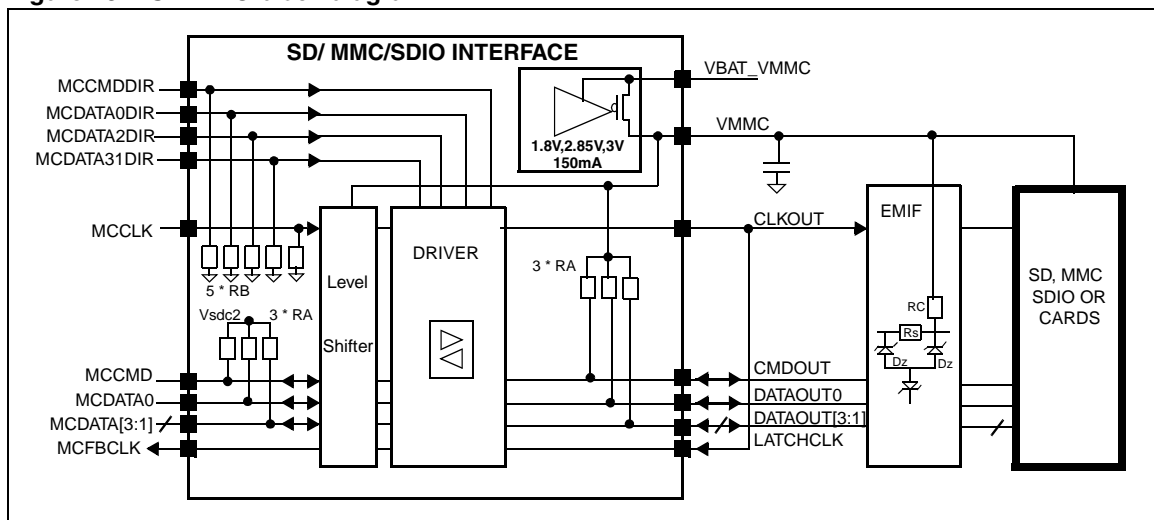 SD/ MMC/SDIO INTERFACE
MCCMDDIR
MCDATA0DIR
MCDATA2DIR
MCDATA31DIR
1.8V,2.85V,3V
150mA
VBAT_VMMC
VMMC
MCCLK
5 * RB
Vsdc2
3 * RA
Level
Shifter
DRIVER
3 * RA
CLKOUT
EMIF
RC
Rs
Dz
Dz
SD, MMC
SDIO OR
CARDS
MCCMD
MCDATA0
MCDATA[3:1]
MCFBCLK
CMDOUT
DATAOUT0
DATAOUT[3:1]
LATCHCLK